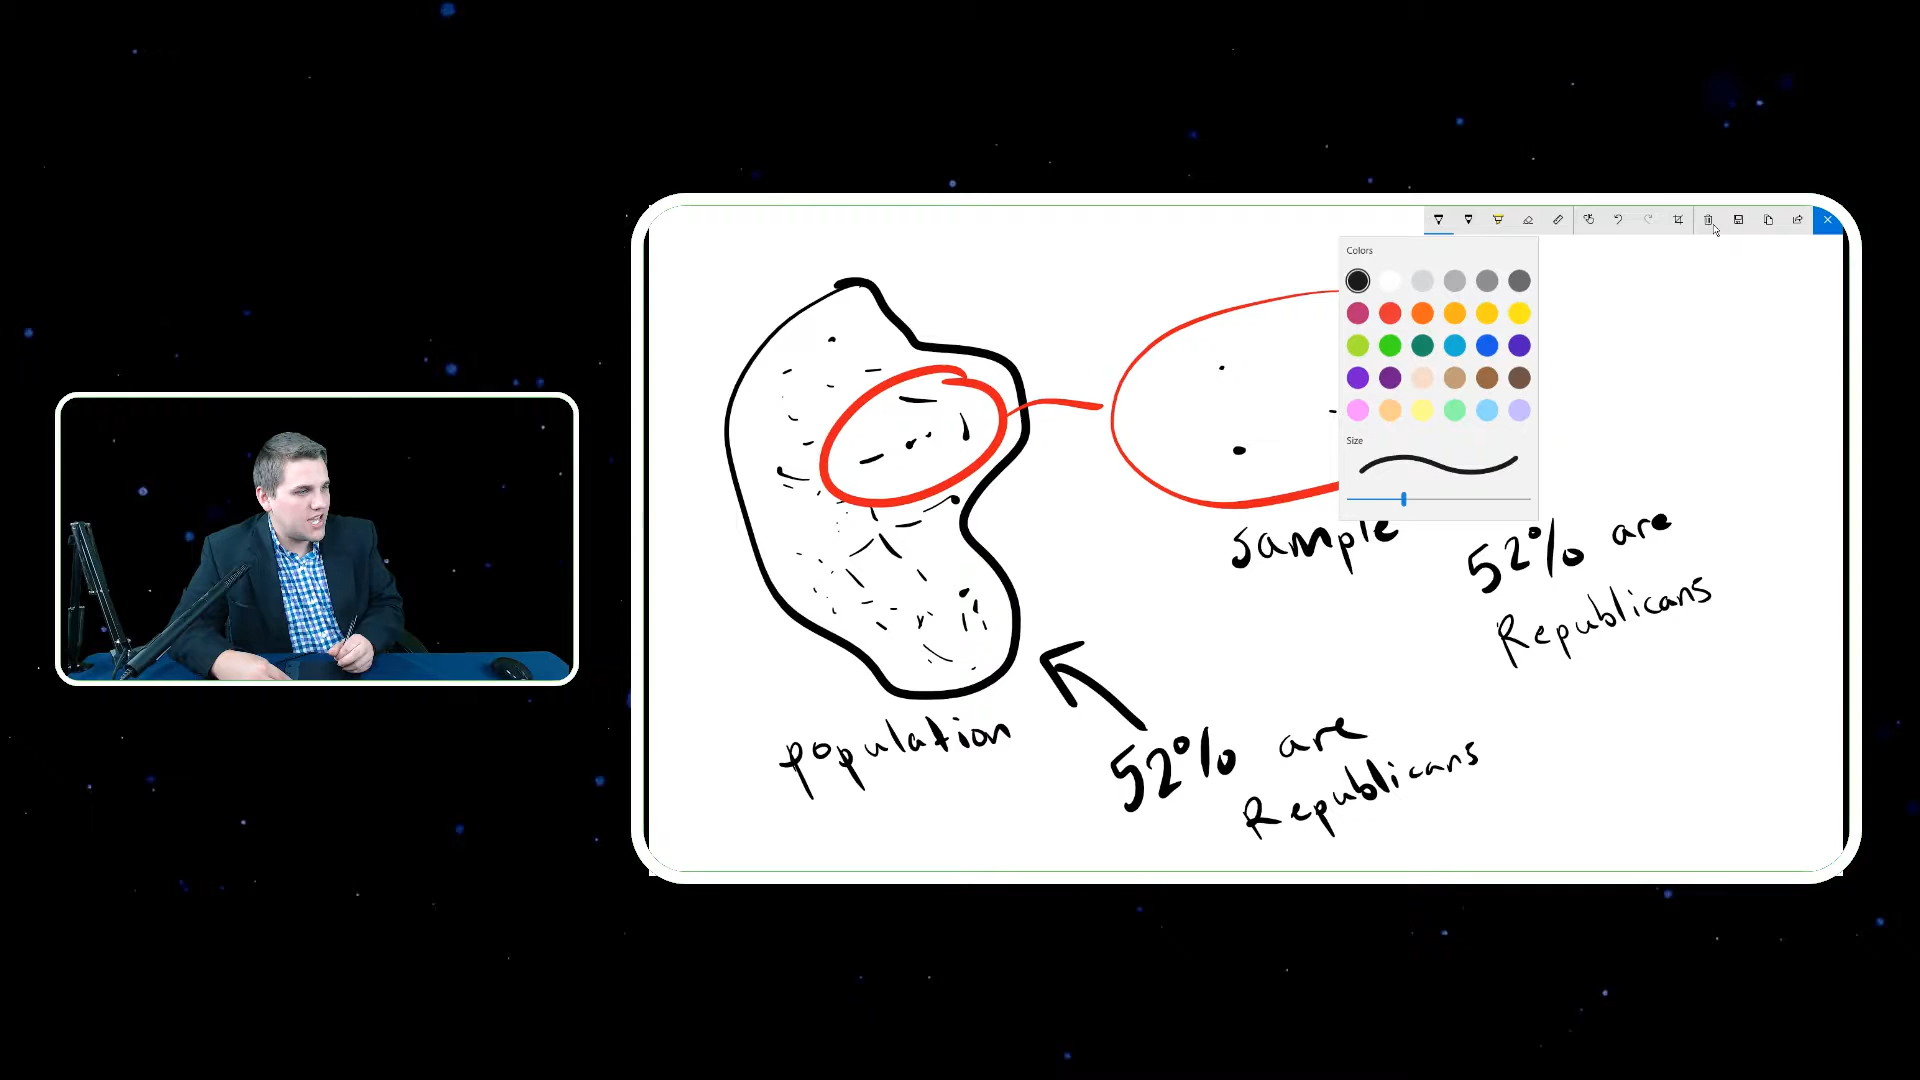 Colors
Size
sample
52% are
Republicans
population
52% are
Republicans